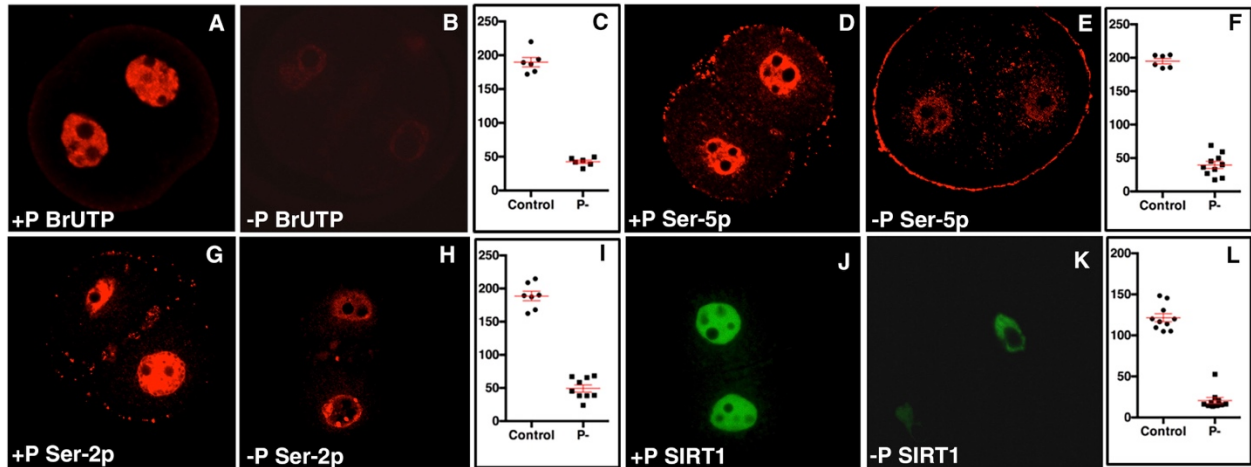 A
+P BrUTP
B
-P BrUTP
C
250
200
150
100
50
0
Control P-
D
+P Ser-5p
E
-P Ser-5p
F
250
200
150
100
50
0
Control P-
G
+P Ser-2p
H
-P Ser-2p
I
250
200
150
100
50
0
Control P-
J
+P SIRT1
K
-P SIRT1
L
200
150
100
50
0
Control P-